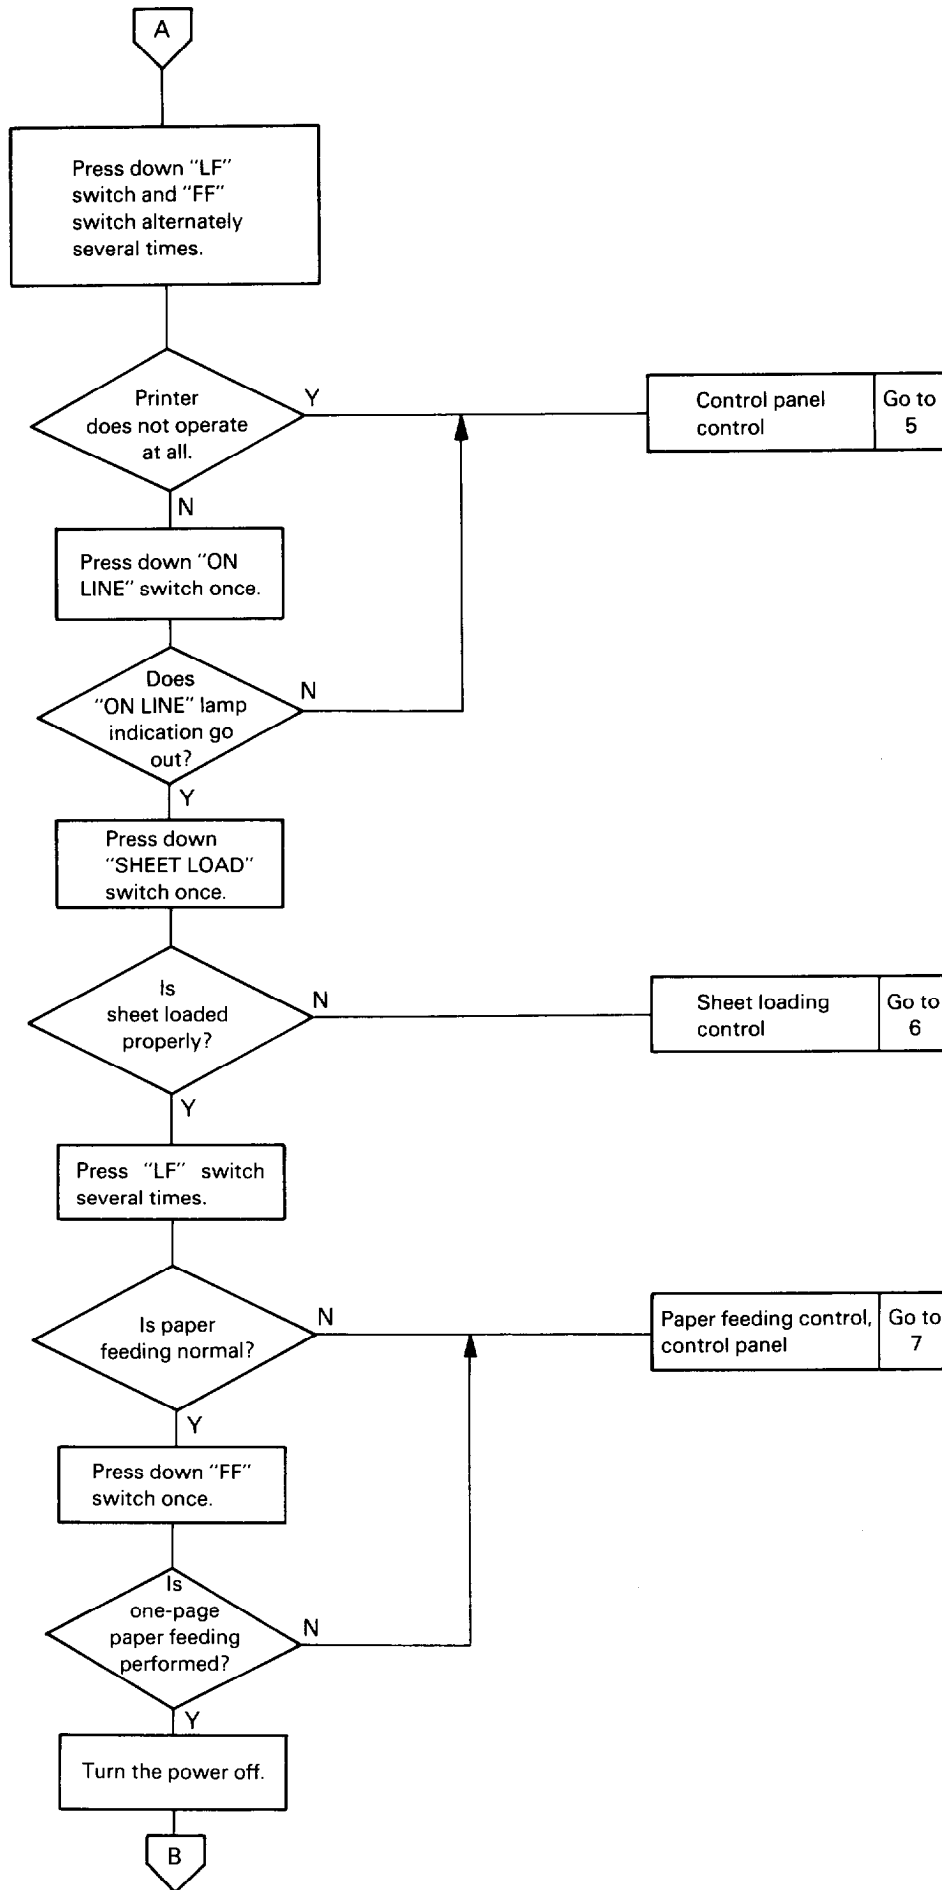 A
Press down "LF"
switch and "FF"
switch alternately
several times.
Printer
does not operate
at all.
Y
Control panel
control
Go to
5
N
Press down "ON
LINE" switch once.
Does
"ON LINE" lamp
indication go
out?
N
Y
Press down
"SHEET LOAD"
switch once.
Is
sheet loaded
properly?
N
Sheet loading
control
Go to
6
Y
Press "LF" switch
several times.
Is paper
feeding normal?
N
Paper feeding control,
control panel
Go to
7
Y
Press down "FF"
switch once.
Is
one-page
paper feeding
performed?
N
Y
Turn the power off.
B